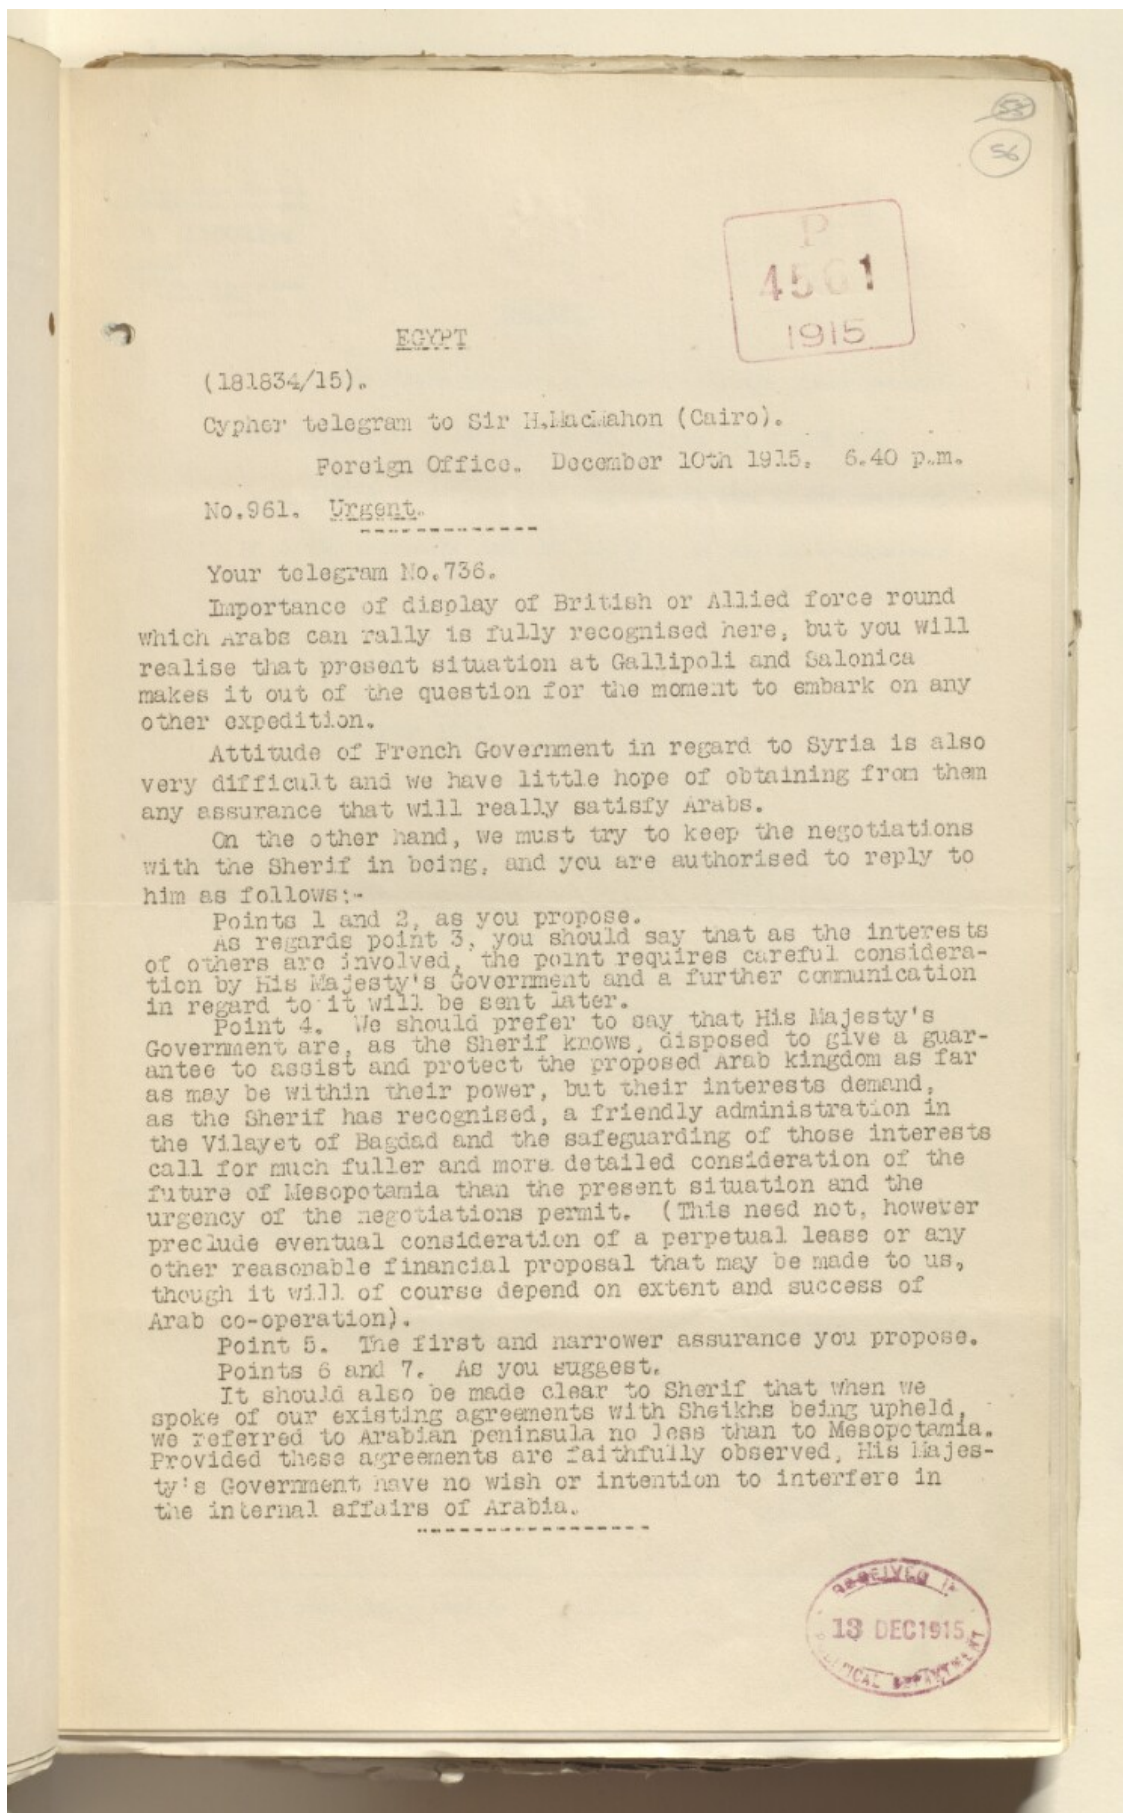 55
56
P
4561
1915
EGYPT
(181834/15).
Cypher telegram to Sir H.MacMahon (Cairo).
Foreign Office. December 10th 1915. 6.40 p.m.
No.961. Urgent.
Your telegram No.736.
Importance of display of British or Allied force round
which Arabs can rally is fully recognised here, but you will
realise that present situation at Gallipoli and Salonica
makes it out of the question for the moment to embark on any
other expedition.
Attitude of French Government in regard to Syria is also
very difficult and we have little hope of obtaining from them
any assurance that will really satisfy Arabs.
On the other hand, we must try to keep the negotiations
with the Sherif in being, and you are authorised to reply to
him as follows:-
Points 1 and 2, as you propose.
As regards point 3, you should say that as the interests
of others are involved, the point requires careful considera-
tion by His Majesty's Government and a further communication
in regard to it will be sent later.
Point 4. We should prefer to say that His Majesty's
Government are, as the Sherif knows, disposed to give a guar-
antee to assist and protect the proposed Arab kingdom as far
as may be within their power, but their interests demand,
as the Sherif has recognised, a friendly administration in
the Vilayet of Bagdad and the safeguarding of those interests
call for much fuller and more detailed consideration of the
future of Mesopotamia than the present situation and the
urgency of the negotiations permit. (This need not, however
preclude eventual consideration of a perpetual lease or any
other reasonable financial proposal that may be made to us,
though it will of course depend on extent and success of
Arab co-operation).
Point 5. The first and narrower assurance you propose.
Points 6 and 7. As you suggest.
It should also be made clear to Sherif that when we
spoke of our existing agreements with Sheikhs being upheld,
we referred to Arabian peninsula no less than to Mesopotamia.
Provided these agreements are faithfully observed, His Majes-
ty's Government have no wish or intention to interfere in
the internal affairs of Arabia.
RECEIVED IN
13 DEC1915
POLITICAL DEPARTMENT